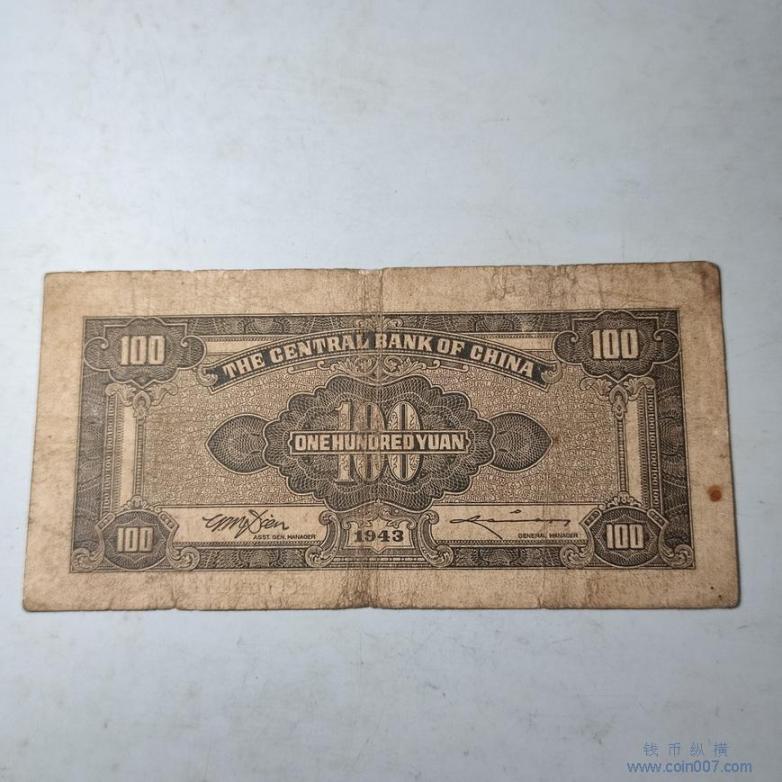 100
100
THE CENTRAL BANK OF CHINA
100
ONE HUNDRED YUAN
1943
ASST. GEN. MANAGER
GENERAL MANAGER
100
100
钱币纵横
www.coin007.com